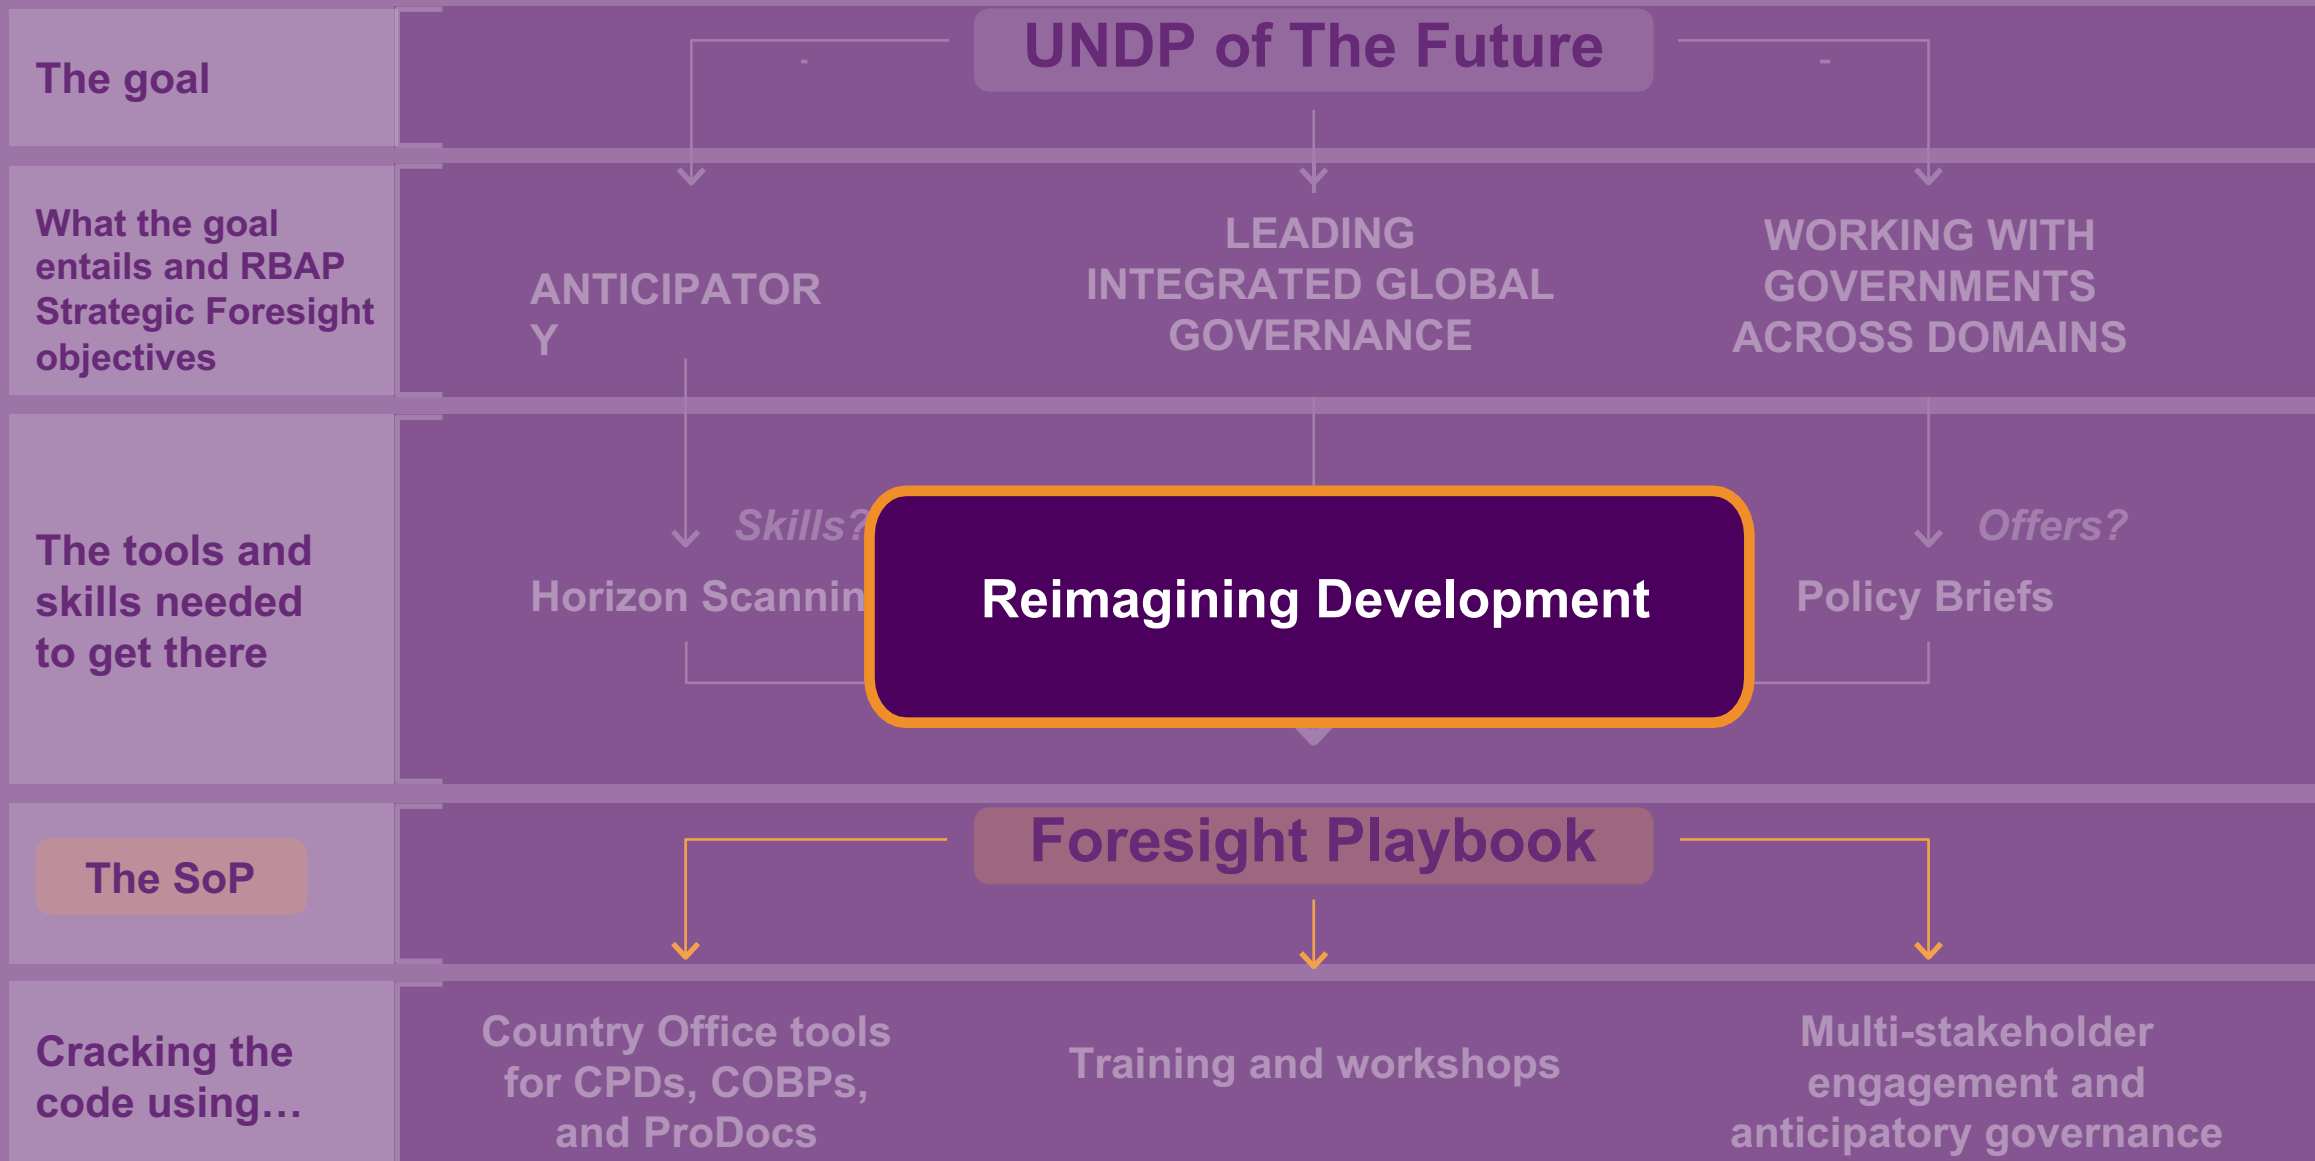 The goal
UNDP of The Future
-
-
What the goal
entails and RBAP
Strategic Foresight
objectives
ANTICIPATOR
Y
LEADING
INTEGRATED GLOBAL
GOVERNANCE
WORKING WITH
GOVERNMENTS
ACROSS DOMAINS
The tools and
skills needed
to get there
Skills?
Horizon Scannin
Reimagining Development
Offers?
Policy Briefs
The SoP
Foresight Playbook
Cracking the
code using…
Country Office tools
for CPDs, COBPs,
and ProDocs
Training and workshops
Multi-stakeholder
engagement and
anticipatory governance